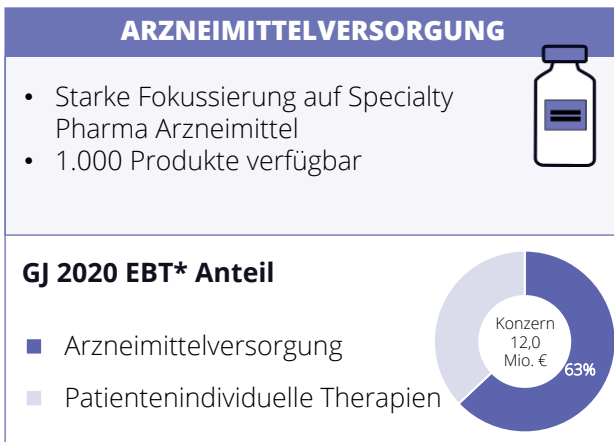 ARZNEIMITTELVERSORGUNG
• Starke Fokussierung auf Specialty
Pharma Arzneimittel
• 1.000 Produkte verfügbar
GJ 2020 EBT* Anteil
Arzneimittelversorgung
Patientenindividuelle Therapien
Konzern
12,0
Mio. €
63%